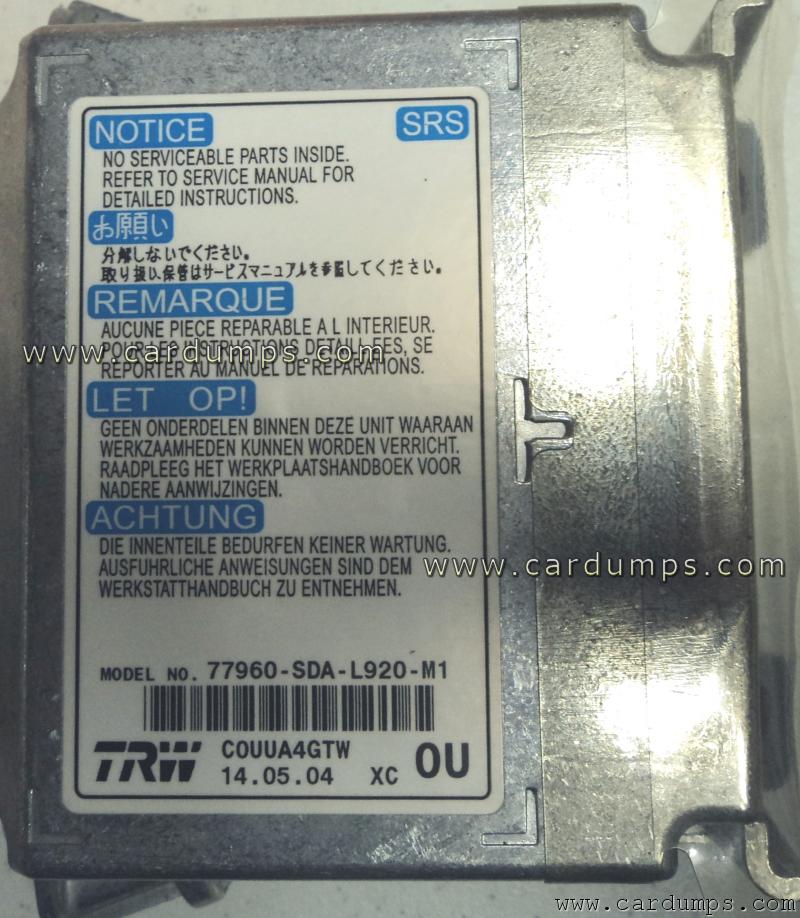 NOTICE SRS
NO SERVICEABLE PARTS INSIDE.
REFER TO SERVICE MANUAL FOR
DETAILED INSTRUCTIONS.
お願い
分解しないでください。
取り扱い、保管はサービスマニュアルを参照してください。
REMARQUE
AUCUNE PIECE REPARABLE A L INTERIEUR.
www.cardumps.com
POUR LES INSTRUCTIONS DETAILLEES, SE
REPORTER AU MANUEL DE REPARATIONS.
LET OP!
GEEN ONDERDELEN BINNEN DEZE UNIT WAARAAN
WERKZAAMHEDEN KUNNEN WORDEN VERRICHT.
RAADPLEEG HET WERKPLAATSHANDBOEK VOOR
NADERE AANWIJZINGEN.
ACHTUNG
DIE INNENTEILE BEDURFEN KEINER WARTUNG.
AUSFUHRLICHE ANWEISUNGEN SIND DEM
www.cardumps.com
WERKSTATTHANDBUCH ZU ENTNEHMEN.
MODEL NO. 77960-SDA-L920-M1
TRW C0UUA4GTW 0U
14.05.04 XC
www.cardumps.com